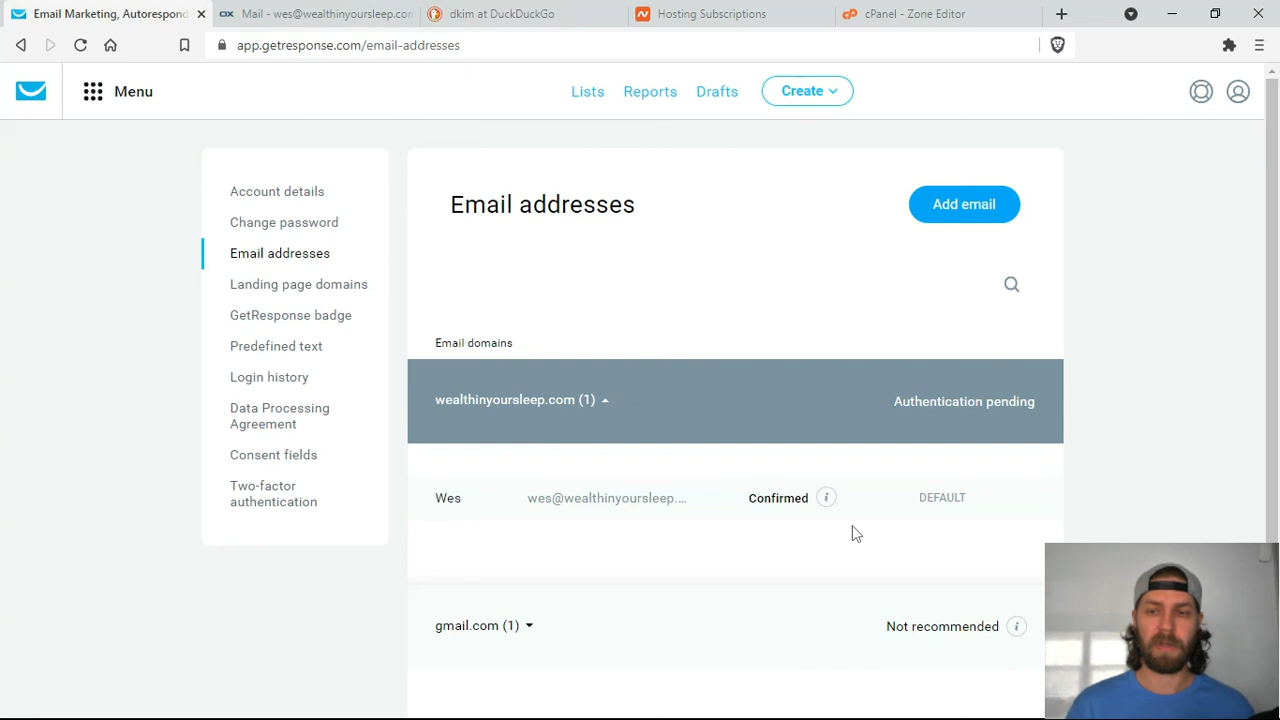 Email Marketing, Autorespond
Mail - wes@wealthinyoursleep.com
dkim at DuckDuckGo
Hosting Subscriptions
cPanel - Zone Editor
app.getresponse.com/email-addresses
Menu
Lists
Reports
Drafts
Create
Account details
Change password
Email addresses
Landing page domains
GetResponse badge
Predefined text
Login history
Data Processing
Agreement
Consent fields
Two-factor
authentication
Email addresses
Add email
Email domains
wealthinyoursleep.com (1)
Authentication pending
Wes
wes@wealthinyoursleep....
Confirmed
DEFAULT
gmail.com (1)
Not recommended